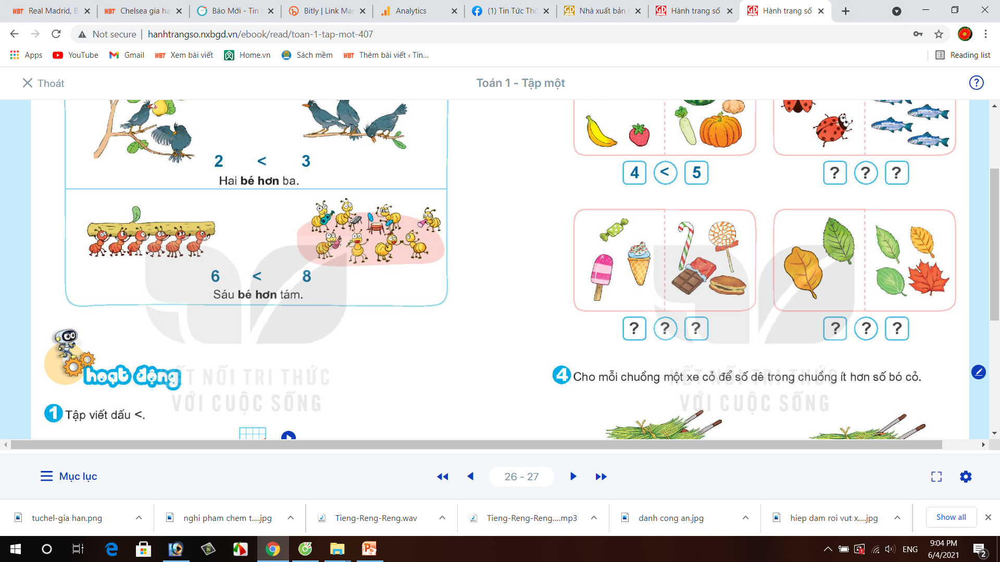 Real Madrid, B
Chelsea gia hạ
Báo Mới - Tin
Bitly | Link Ma
Analytics
(1) Tin Tức Thờ
Nhà xuất bản
Hành trang số
Hành trang số
Not secure | hanhtrangso.nxbgd.vn/ebook/read/toan-1-tap-mot-407
Apps
YouTube
Gmail
WBT Xem bài viết
Home.vn
Sách mềm
WBT Thêm bài viết ‹ Tin...
Reading list
Thoát
Toán 1 - Tập một
?
2 < 3
Hai bé hơn ba.
6 < 8
Sáu bé hơn tám.
hoạt động
1 Tập viết dấu <.
4 < 5
? ? ?
? ? ?
? ? ?
4 Cho mỗi chuồng một xe cỏ để số dê trong chuồng ít hơn số bó cỏ.
KẾT NỐI TRI THỨC
VỚI CUỘC SỐNG
KẾT NỐI TRI THỨC
VỚI CUỘC SỐNG
Mục lục
26 - 27
tuchel-gia han.png
nghi pham chem t....jpg
Tieng-Reng-Reng.wav
Tieng-Reng-Reng....mp3
danh cong an.jpg
hiep dam roi vut x....jpg
Show all
ENG
9:04 PM
6/4/2021
2